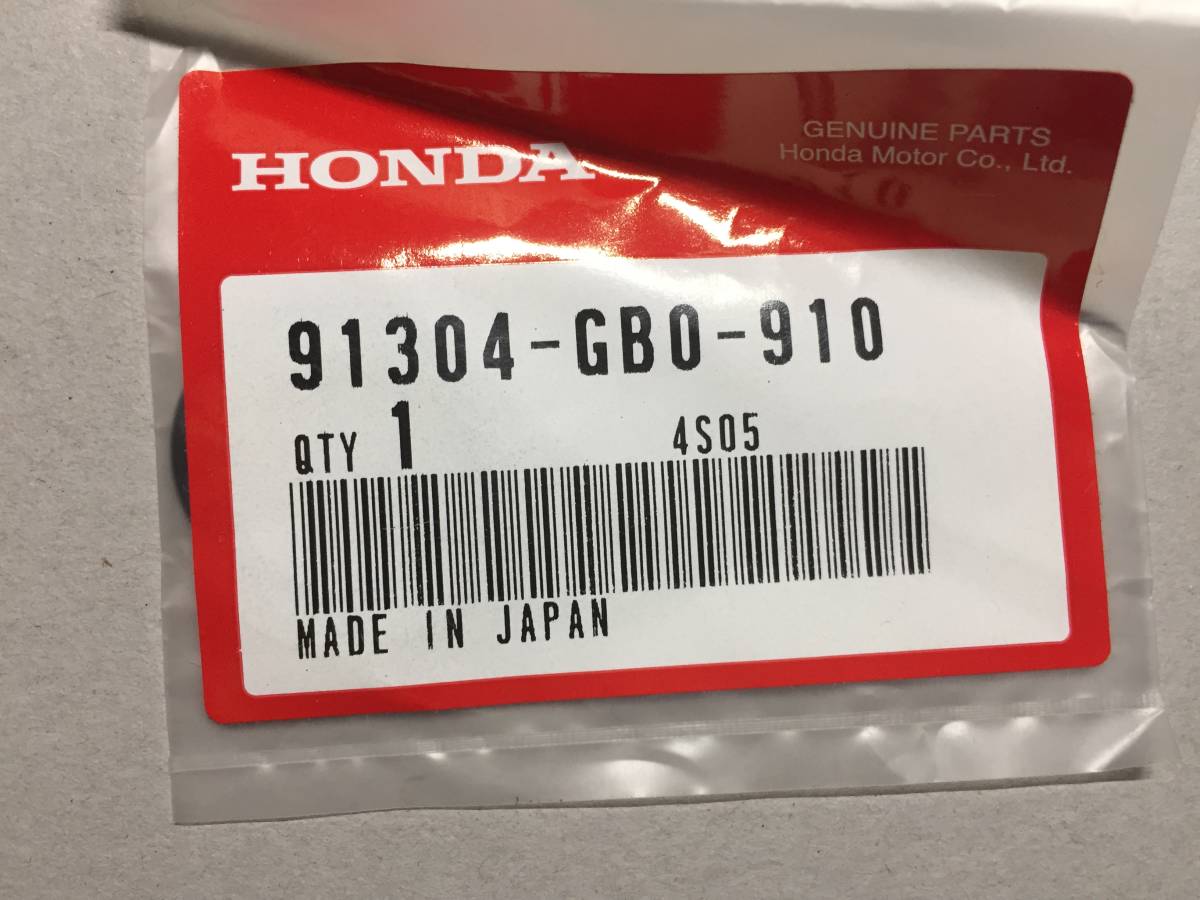 HONDA
GENUINE PARTS
Honda Motor Co., Ltd.
91304-GB0-910
QTY 1 4S05
MADE IN JAPAN